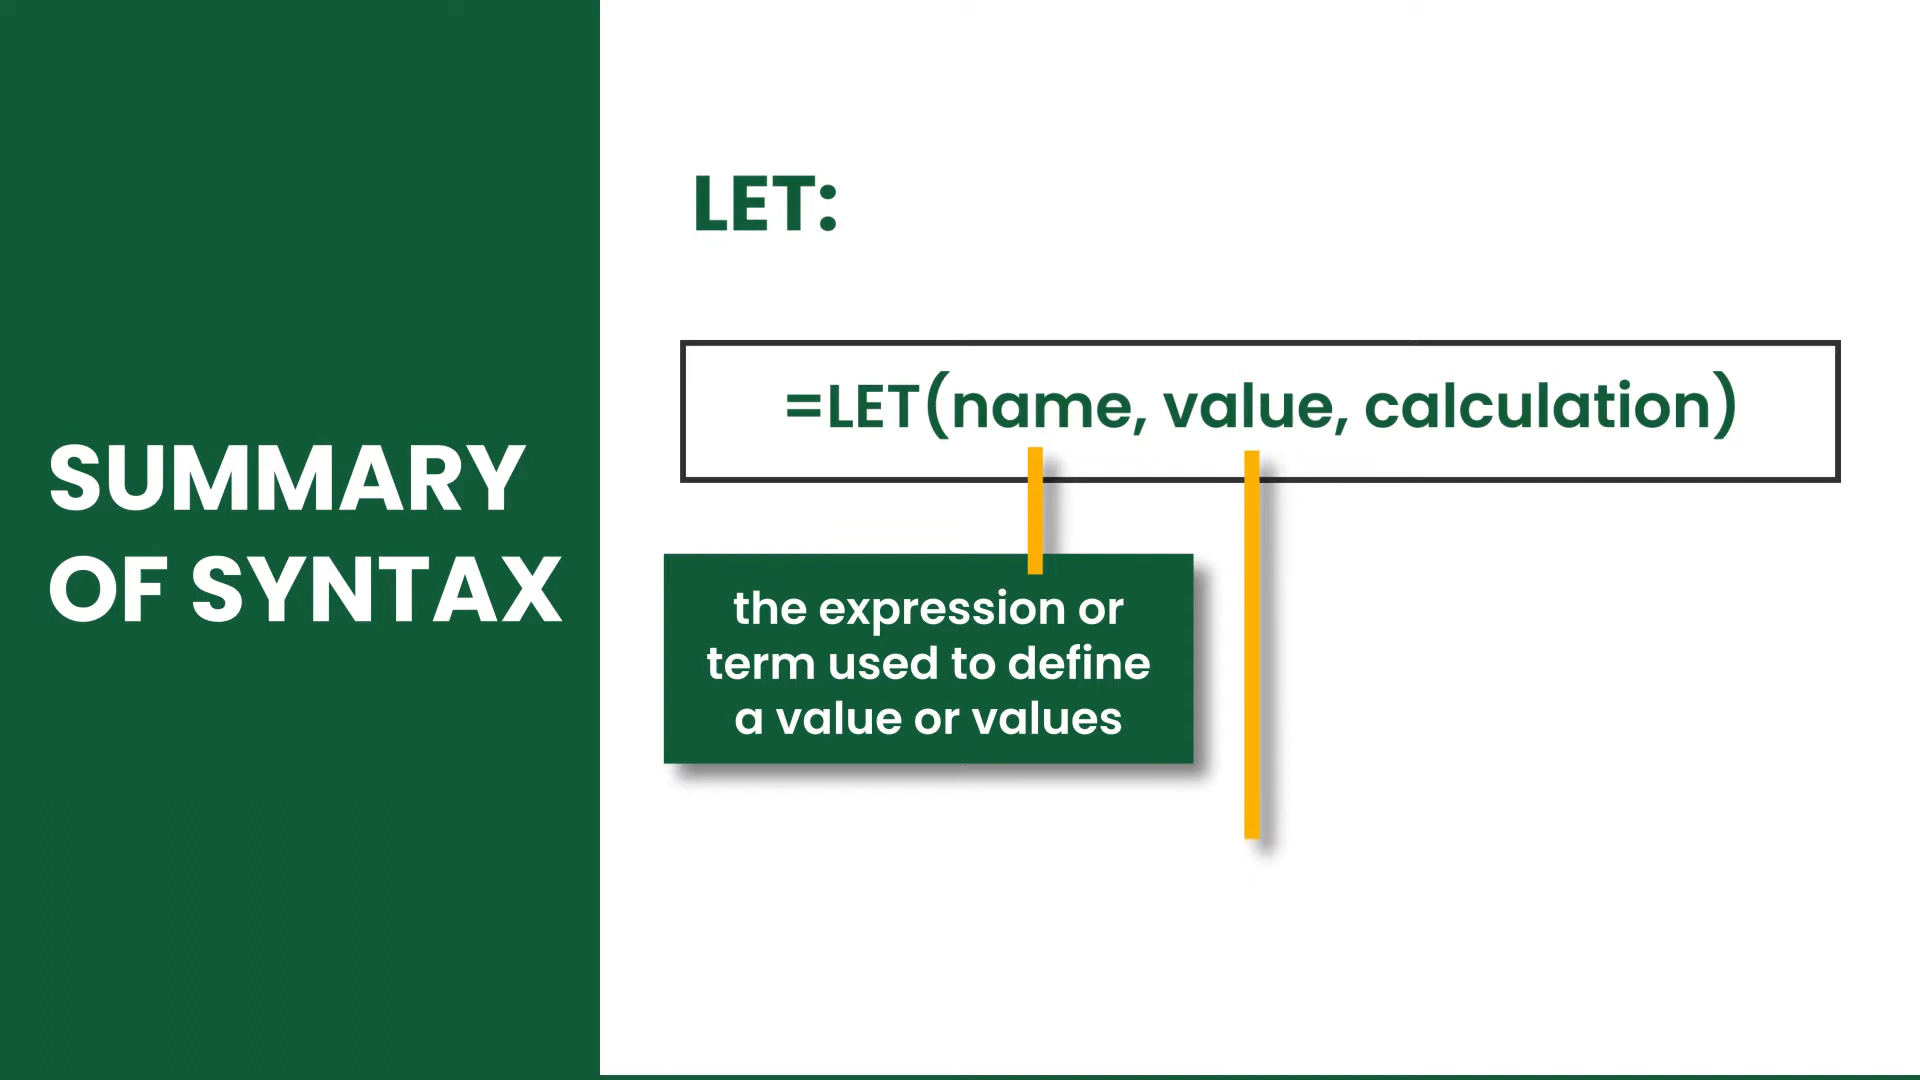 SUMMARY
OF SYNTAX
LET:
=LET(name, value, calculation)
the expression or
term used to define
a value or values